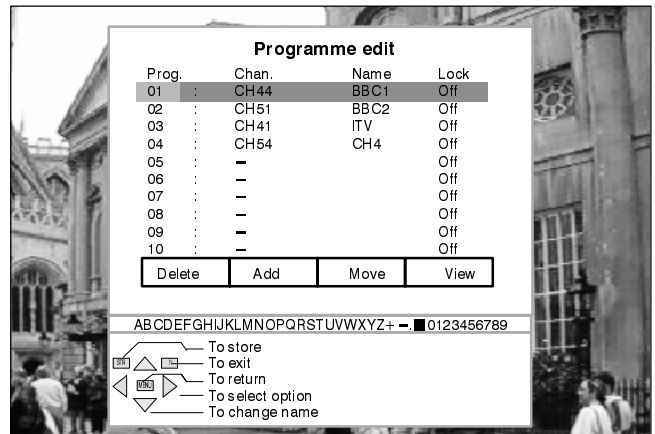 Programme edit
Prog. Chan. Name Lock
01 : CH44 BBC1 Off
02 : CH51 BBC2 Off
03 : CH41 ITV Off
04 : CH54 CH4 Off
05 : – Off
06 : – Off
07 : – Off
08 : – Off
09 : – Off
10 : – Off
Delete Add Move View
ABCDEFGHIJKLMNOPQRSTUVWXYZ+–.■0123456789
STR To store
N To exit
MENU To return
To select option
To change name